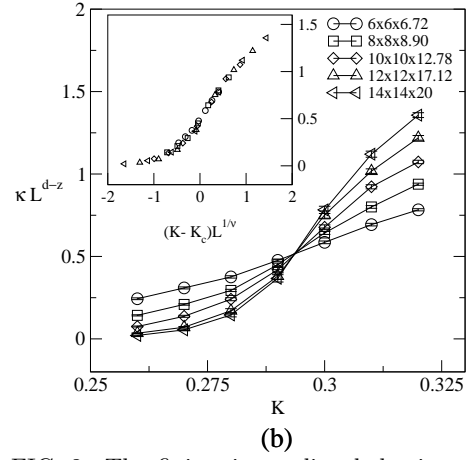 2
1.5
1
0.5
0
κ L^{d−z}
0.25
0.275
0.3
0.325
K
-2
-1
0
1
2
(K- K_c)L^{1/ν}
0
0.5
1
1.5
6x6x6.72
8x8x8.90
10x10x12.78
12x12x17.12
14x14x20
(b)